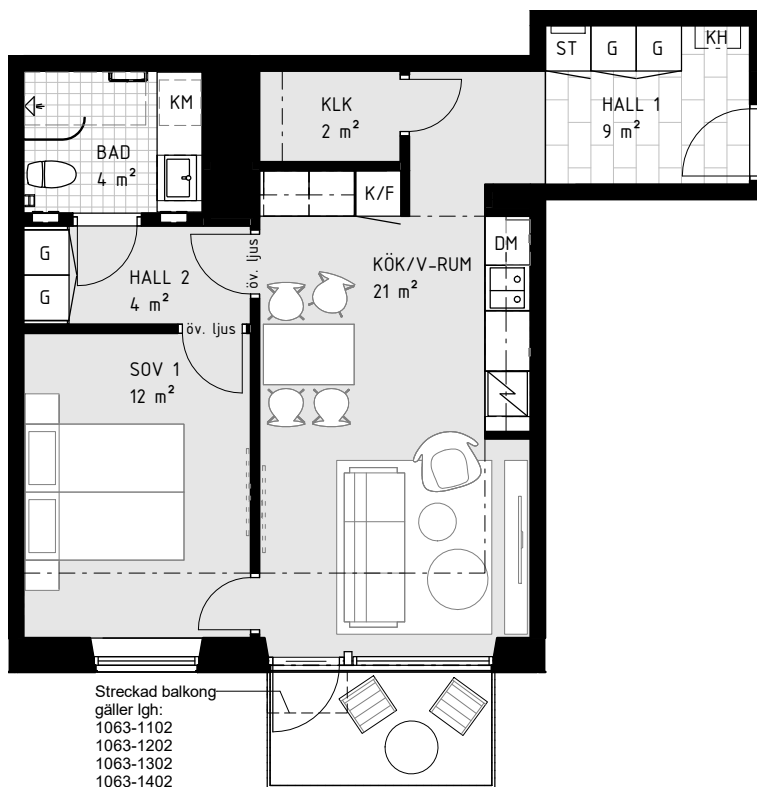 ST
G
G
KH
HALL 1
9 m²
KM
KLK
2 m²
BAD
4 m²
K/F
DM
G
G
HALL 2
4 m²
öv. ljus
KÖK/V-RUM
21 m²
öv. ljus
SOV 1
12 m²
Streckad balkong
gäller lgh:
1063-1102
1063-1202
1063-1302
1063-1402